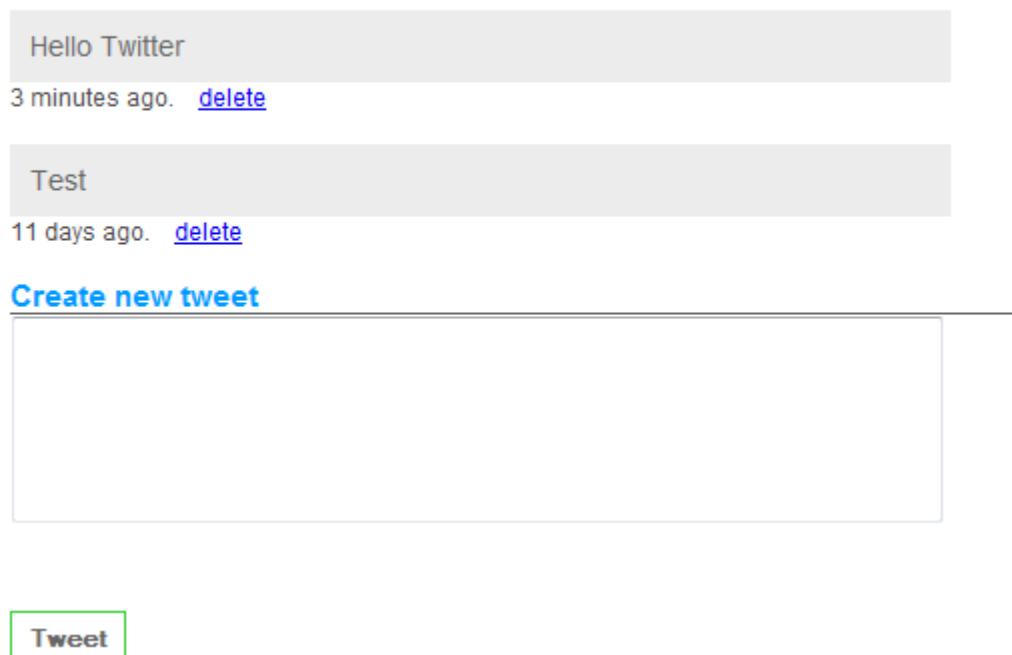 Hello Twitter
3 minutes ago. delete
Test
11 days ago. delete
Create new tweet
Tweet